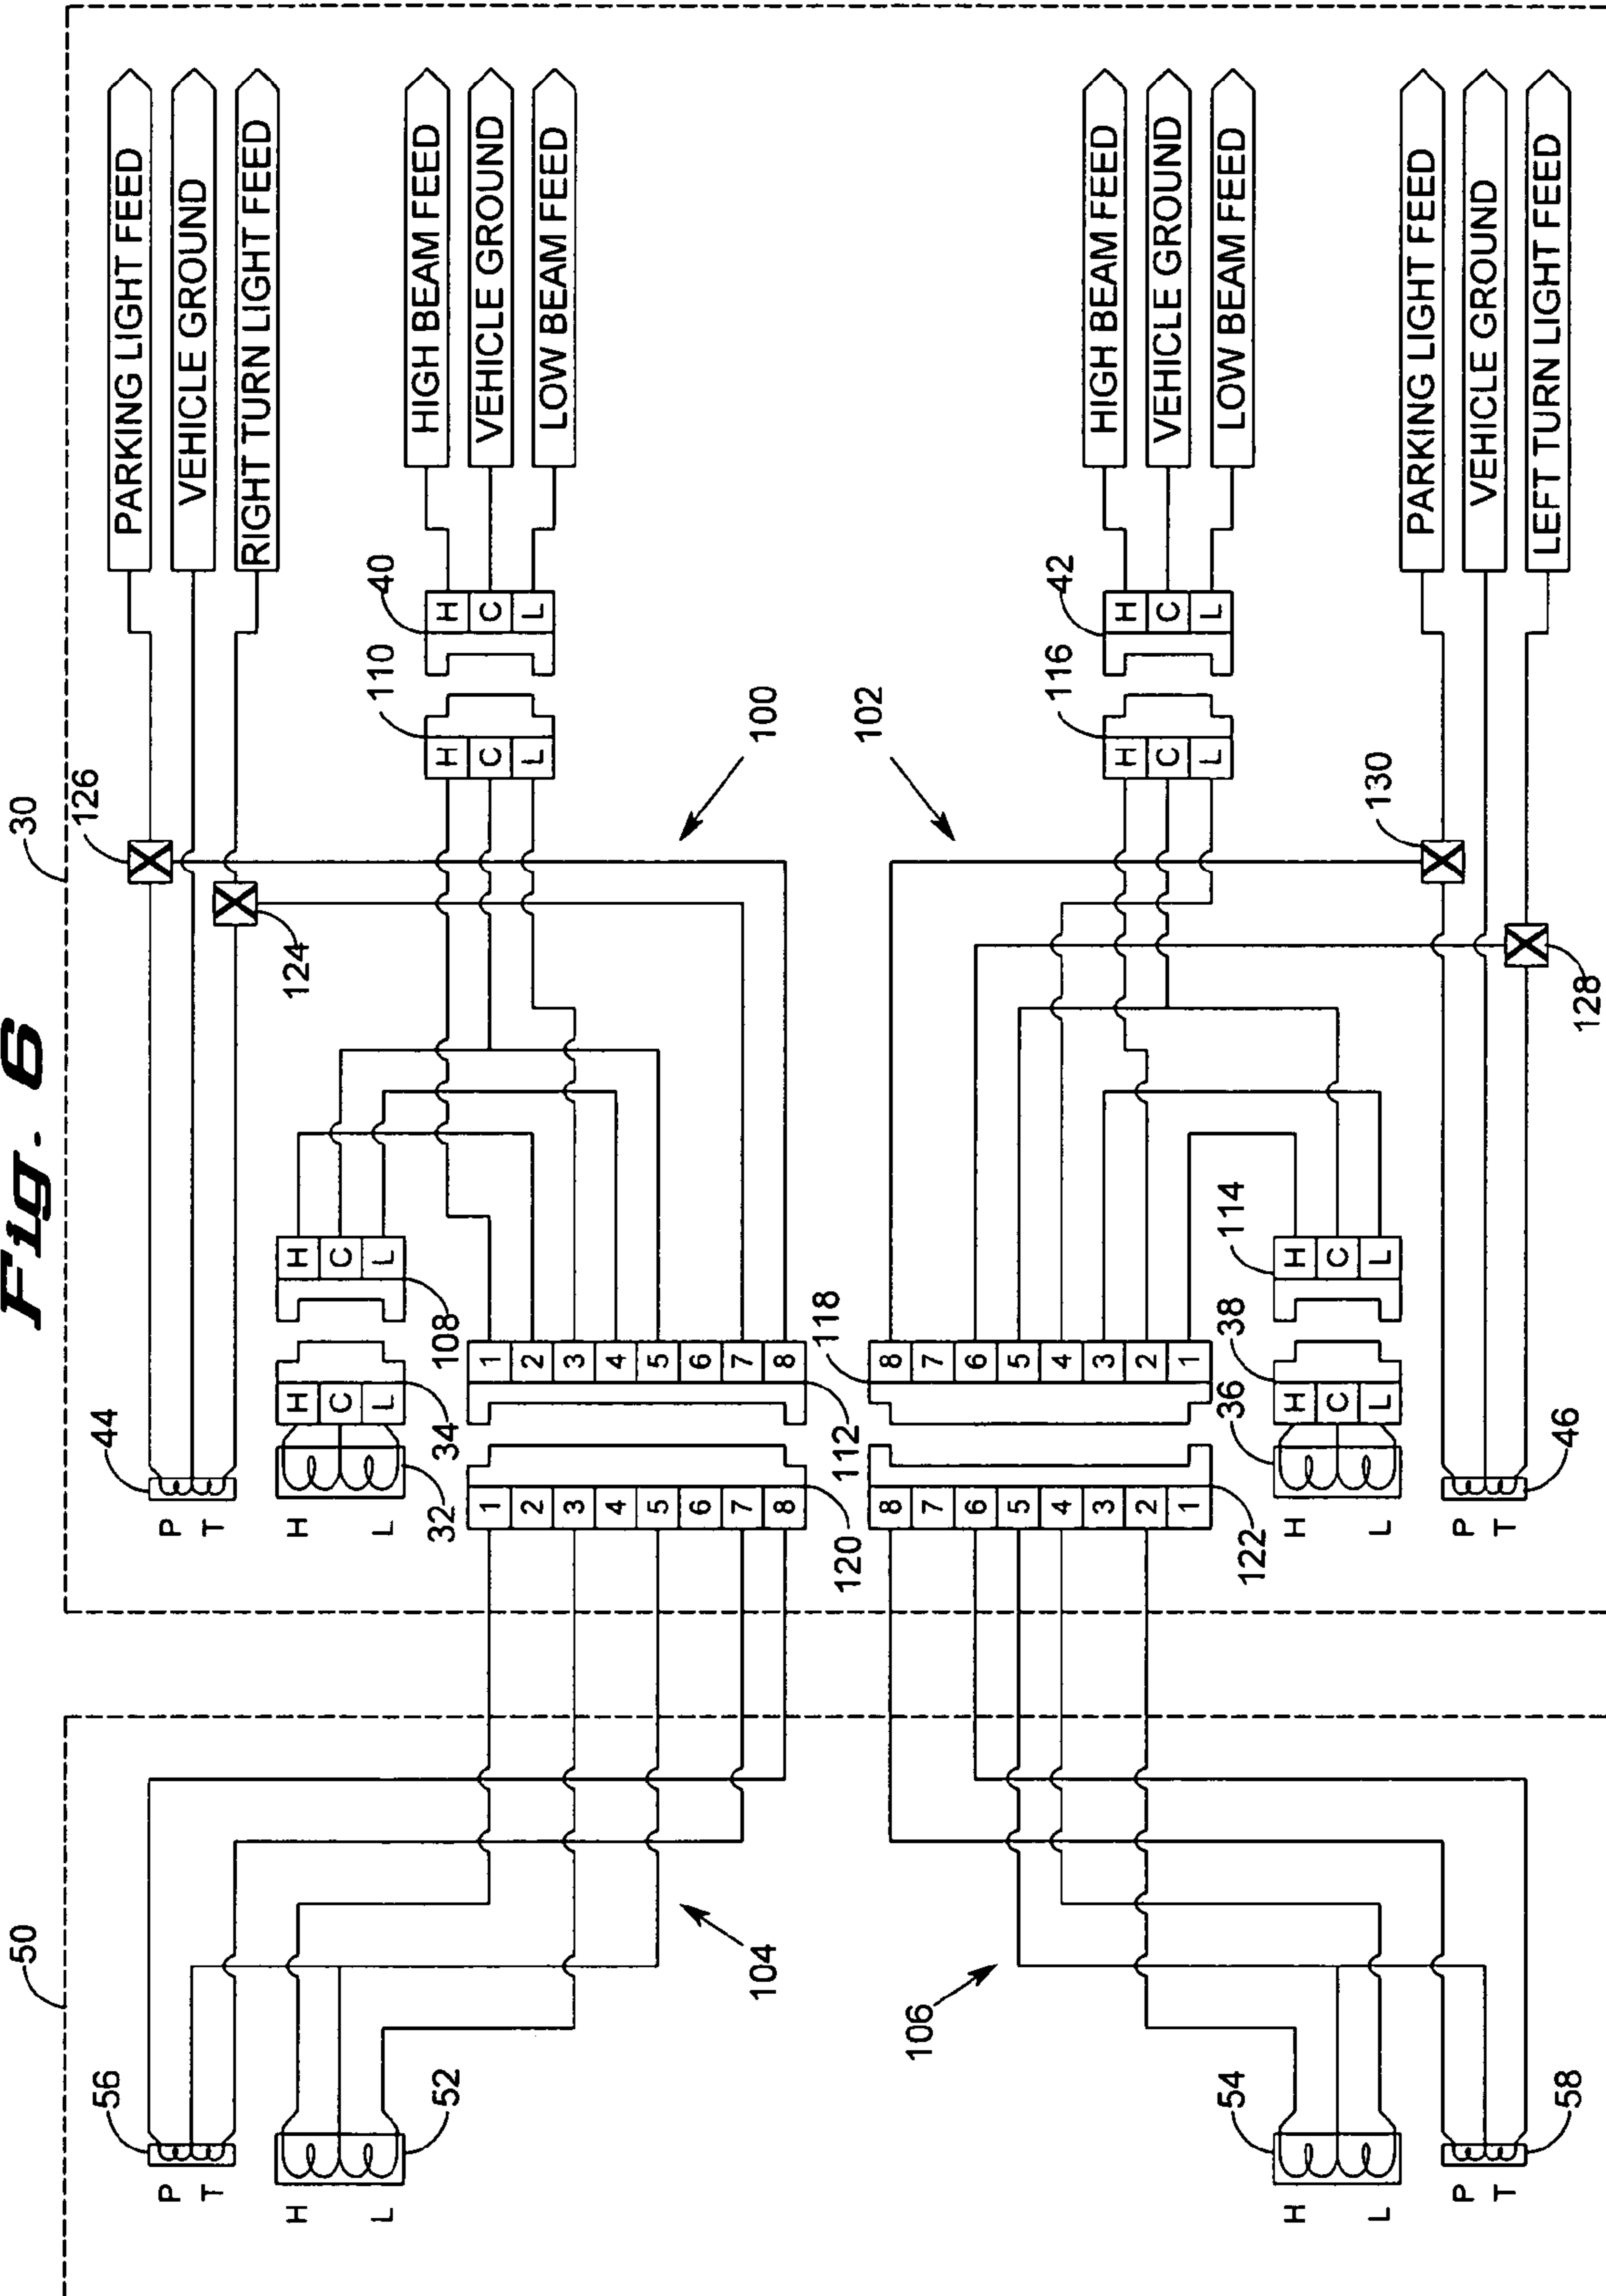 Fig. 6
30
126
PARKING LIGHT FEED
VEHICLE GROUND
RIGHT TURN LIGHT FEED
44
P
T
124
40
HIGH BEAM FEED
VEHICLE GROUND
LOW BEAM FEED
H
C
L
110
H
C
L
H
C
L
108
H
C
L
34
H
L
32
100
1
2
3
4
5
6
7
8
112
1
2
3
4
5
6
7
8
120
102
118
8
7
6
5
4
3
2
1
8
7
6
5
4
3
2
1
122
116
H
C
L
42
H
C
L
HIGH BEAM FEED
VEHICLE GROUND
LOW BEAM FEED
114
H
C
L
38
H
C
L
36
H
L
130
PARKING LIGHT FEED
VEHICLE GROUND
LEFT TURN LIGHT FEED
128
46
P
T
50
56
P
T
52
H
L
104
106
54
H
L
58
P
T